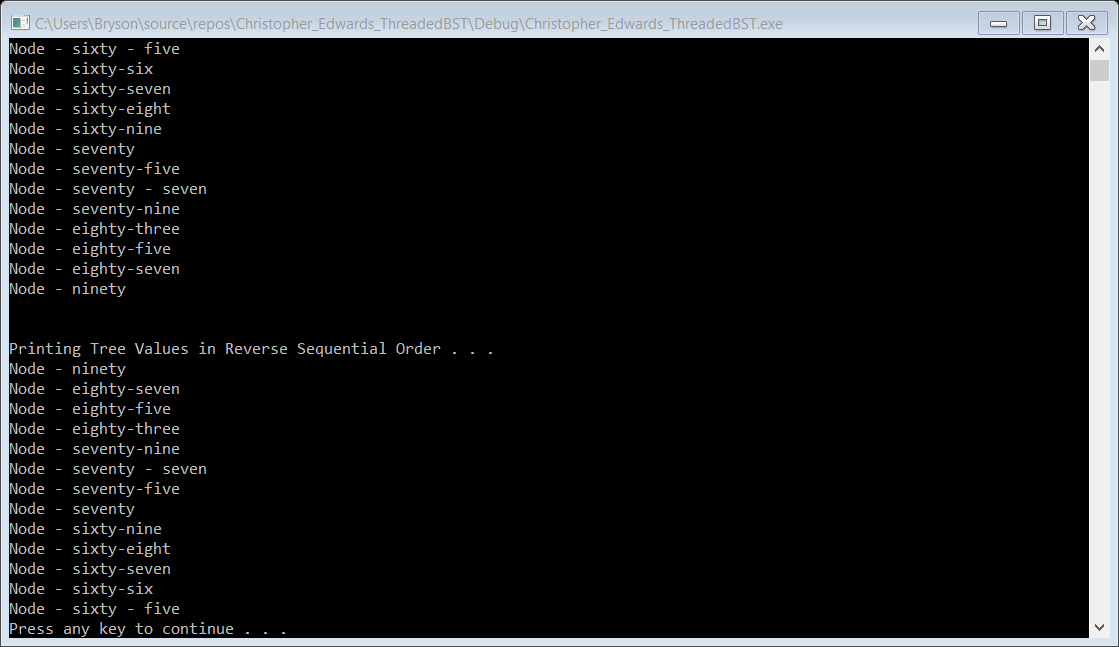 C:\Users\Bryson\source\repos\Christopher_Edwards_ThreadedBST\Debug\Christopher_Edwards_ThreadedBST.exe
Node - sixty - five
Node - sixty-six
Node - sixty-seven
Node - sixty-eight
Node - sixty-nine
Node - seventy
Node - seventy-five
Node - seventy - seven
Node - seventy-nine
Node - eighty-three
Node - eighty-five
Node - eighty-seven
Node - ninety
Printing Tree Values in Reverse Sequential Order . . .
Node - ninety
Node - eighty-seven
Node - eighty-five
Node - eighty-three
Node - seventy-nine
Node - seventy - seven
Node - seventy-five
Node - seventy
Node - sixty-nine
Node - sixty-eight
Node - sixty-seven
Node - sixty-six
Node - sixty - five
Press any key to continue . . .